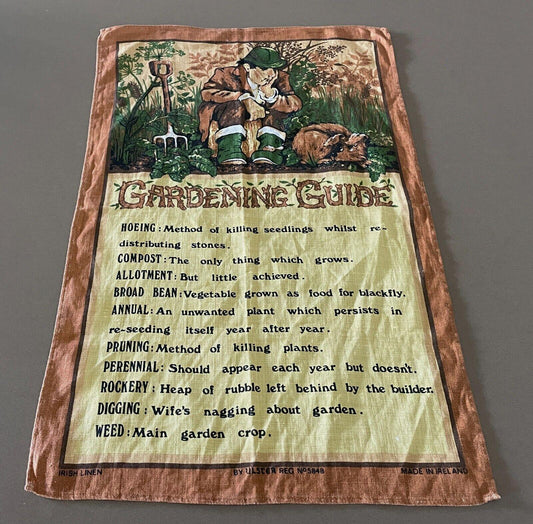 GARDENING GUIDE
HOEING: Method of killing seedlings whilst re-
distributing stones.
COMPOST: The only thing which grows.
ALLOTMENT: But little achieved.
BROAD BEAN: Vegetable grown as food for blackfly.
ANNUAL: An unwanted plant which persists in
re-seeding itself year after year.
PRUNING: Method of killing plants.
PERENNIAL: Should appear each year but doesn't.
ROCKERY: Heap of rubble left behind by the builder.
DIGGING: Wife's nagging about garden.
WEED: Main garden crop.
IRISH LINEN BY ULSTER REG Nº5848 MADE IN IRELAND